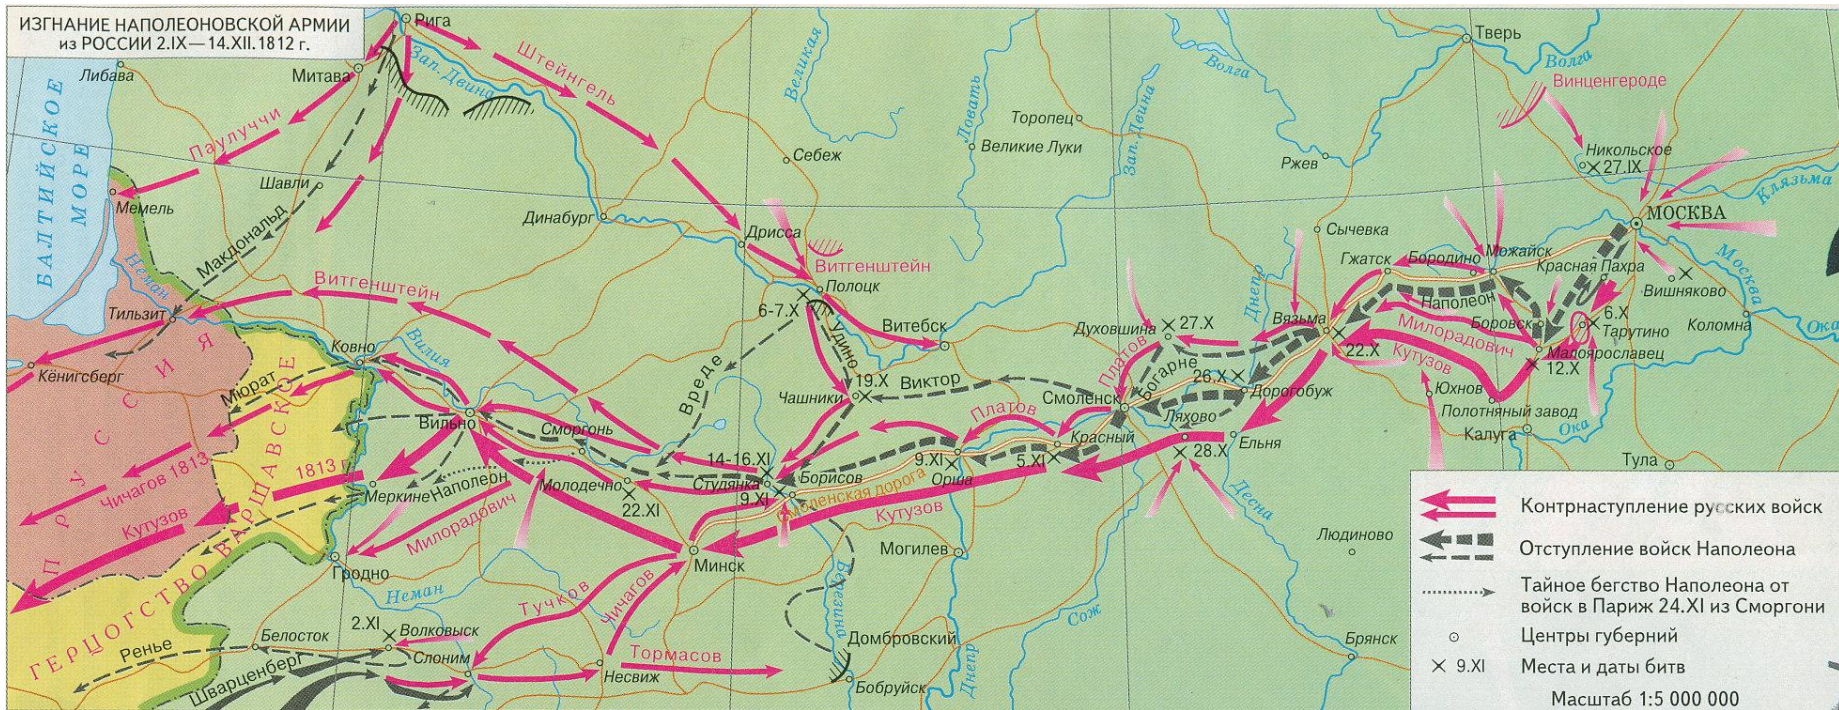 ИЗГНАНИЕ НАПОЛЕОНОВСКОЙ АРМИИ
из РОССИИ 2.IX—14.XII.1812 г.
Рига
Тверь
Волга
Волга
Либава
Митава
Зап. Двина
Штейнгель
Великая
Ловать
Зап. Двина
Винценгероде
Торопец
Великие Луки
Себеж
Ржев
Никольское
27.IX
Клязьма
БАЛТИЙСКОЕ
МОРЕ
Паулуччи
Шавли
Мемель
Динабург
Дрисса
Сычевка
МОСКВА
Москва
Макдональд
Неман
Витгенштейн
Витгенштейн
Полоцк
6-7.X
Удино
Днепр
Гжатск
Бородино
Можайск
Красная Пахра
Вишняково
Наполеон
Тильзит
Витебск
Духовшина
27.X
Вязьма
22.X
Милорадович
Кутузов
Боровск
6.X
Тарутино
Коломна
Ока
Малоярославец
12.X
Вилия
Ковно
Кёнигсберг
Мюрат
Вреде
19.X
Чашники
Виктор
Платов
Богарне
26.X
Дорогобуж
Юхнов
Полотняный завод
Ока
Калуга
Тула
Смоленск
Ляхово
Ельня
28.X
Вильно
Сморгонь
Платов
Красный
5.XI
14-16.XI
Студянка
Борисов
9.XI
9.XI
Орша
Смоленская дорога
Кутузов
Десна
Людиново
ПРУССИЯ
ГЕРЦОГСТВО ВАРШАВСКОЕ
Чичагов 1813
1813 г.
Кутузов
Меркине
Наполеон
Молодечно
22.XI
Милорадович
Минск
Могилев
Гродно
Неман
Тучков
Чичагов
Березина
Сож
Днепр
Брянск
2.XI
Волковыск
Белосток
Ренье
Слоним
Шварценберг
Несвиж
Тормасов
Домбровский
Бобруйск
Контрнаступление русских войск
Отступление войск Наполеона
Тайное бегство Наполеона от
войск в Париж 24.XI из Сморгони
Центры губерний
9.XI
Места и даты битв
Масштаб 1:5 000 000